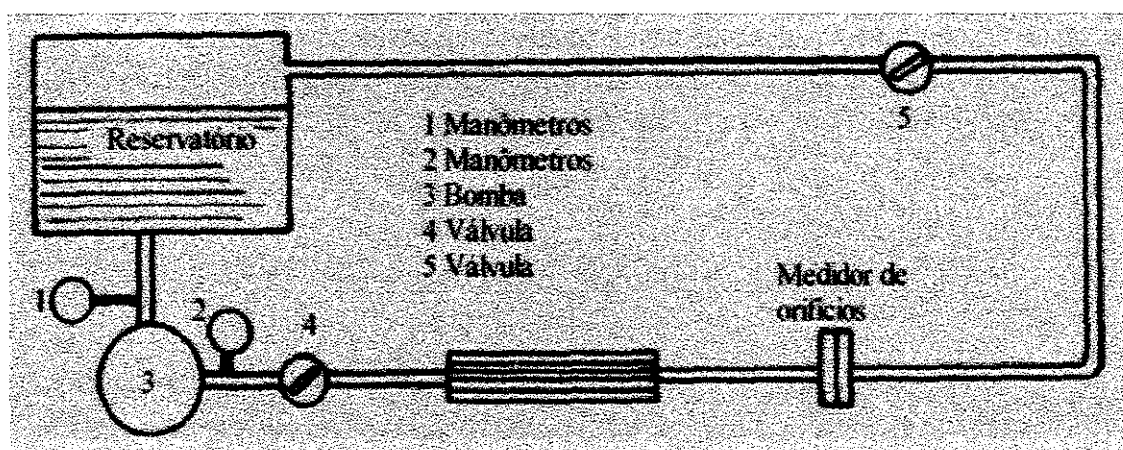 Reservatório
1 Manômetros
2 Manômetros
3 Bomba
4 Válvula
5 Válvula
5
Medidor de
orifícios
1
2
4
3